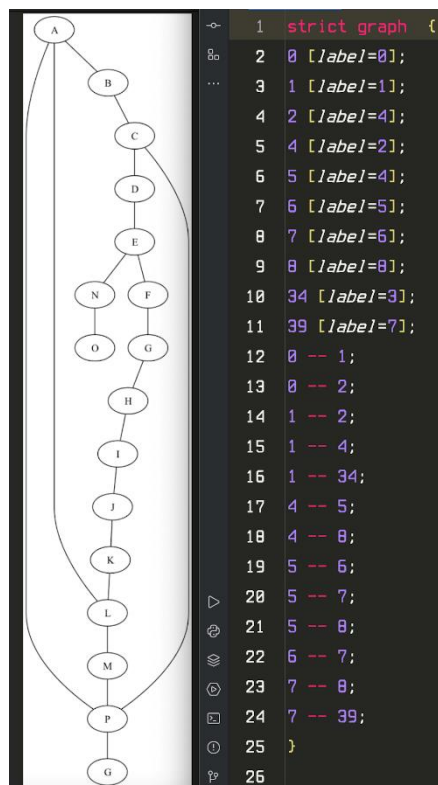 A
B
C
D
E
N F
O G
H
I
J
K
L
M
P
G
1 strict graph {
2 0 [label=0];
3 1 [label=1];
4 2 [label=4];
5 4 [label=2];
6 5 [label=4];
7 6 [label=5];
8 7 [label=6];
9 8 [label=8];
10 34 [label=3];
11 39 [label=7];
12 0 -- 1;
13 0 -- 2;
14 1 -- 2;
15 1 -- 4;
16 1 -- 34;
17 4 -- 5;
18 4 -- 8;
19 5 -- 6;
20 5 -- 7;
21 5 -- 8;
22 6 -- 7;
23 7 -- 8;
24 7 -- 39;
25 }
26